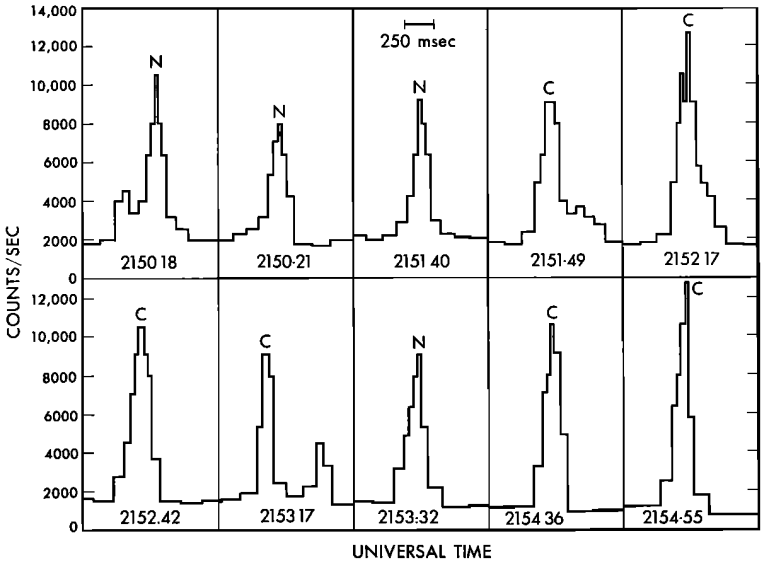 14,000
12,000
10,000
8000
6000
4000
2000
0
COUNTS/SEC
250 msec
N
N
N
C
C
2150 18
2150·21
2151 40
2151·49
2152 17
12,000
10,000
8000
6000
4000
2000
0
C
C
N
C
C
2152.42
2153 17
2153:32
2154 36
2154·55
UNIVERSAL TIME